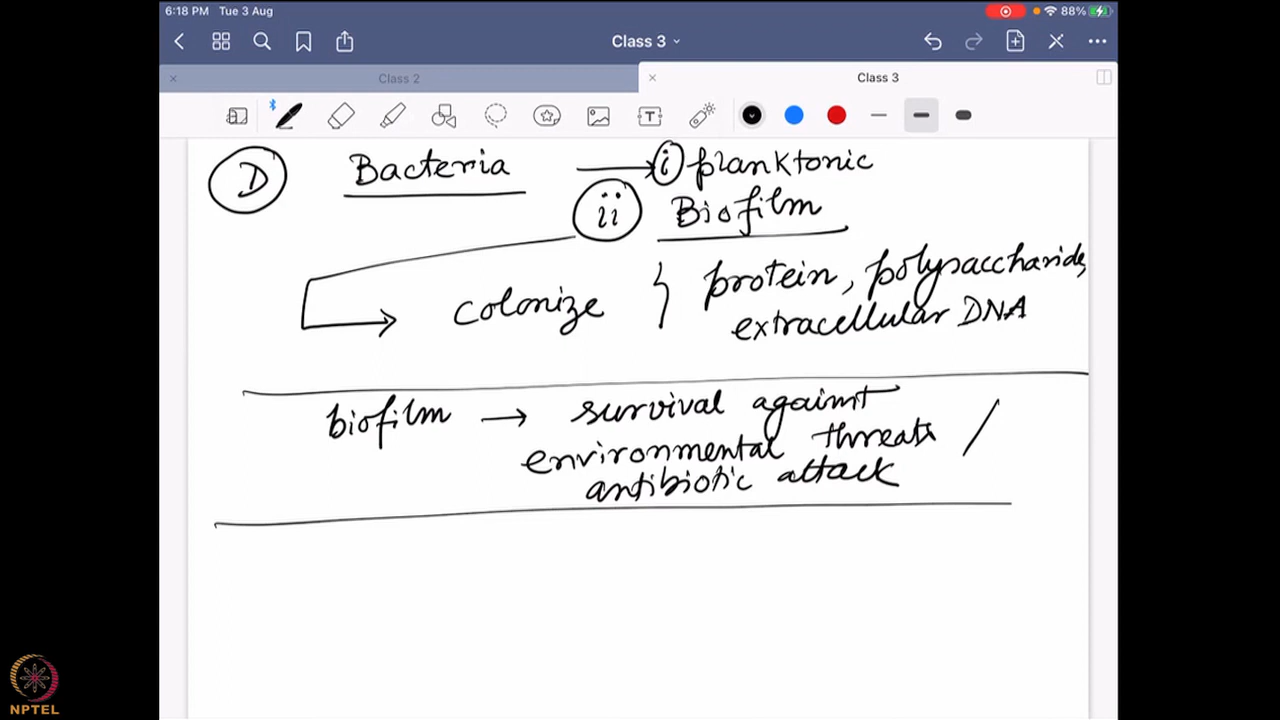 6:18 PM Tue 3 Aug
88%
Class 3
Class 2
Class 3
T
D Bacteria → i planktonic
ii Biofilm
colonize { protein, polysaccharide,
extracellular DNA
biofilm → survival against
environmental threats /
antibiotic attack
NPTEL